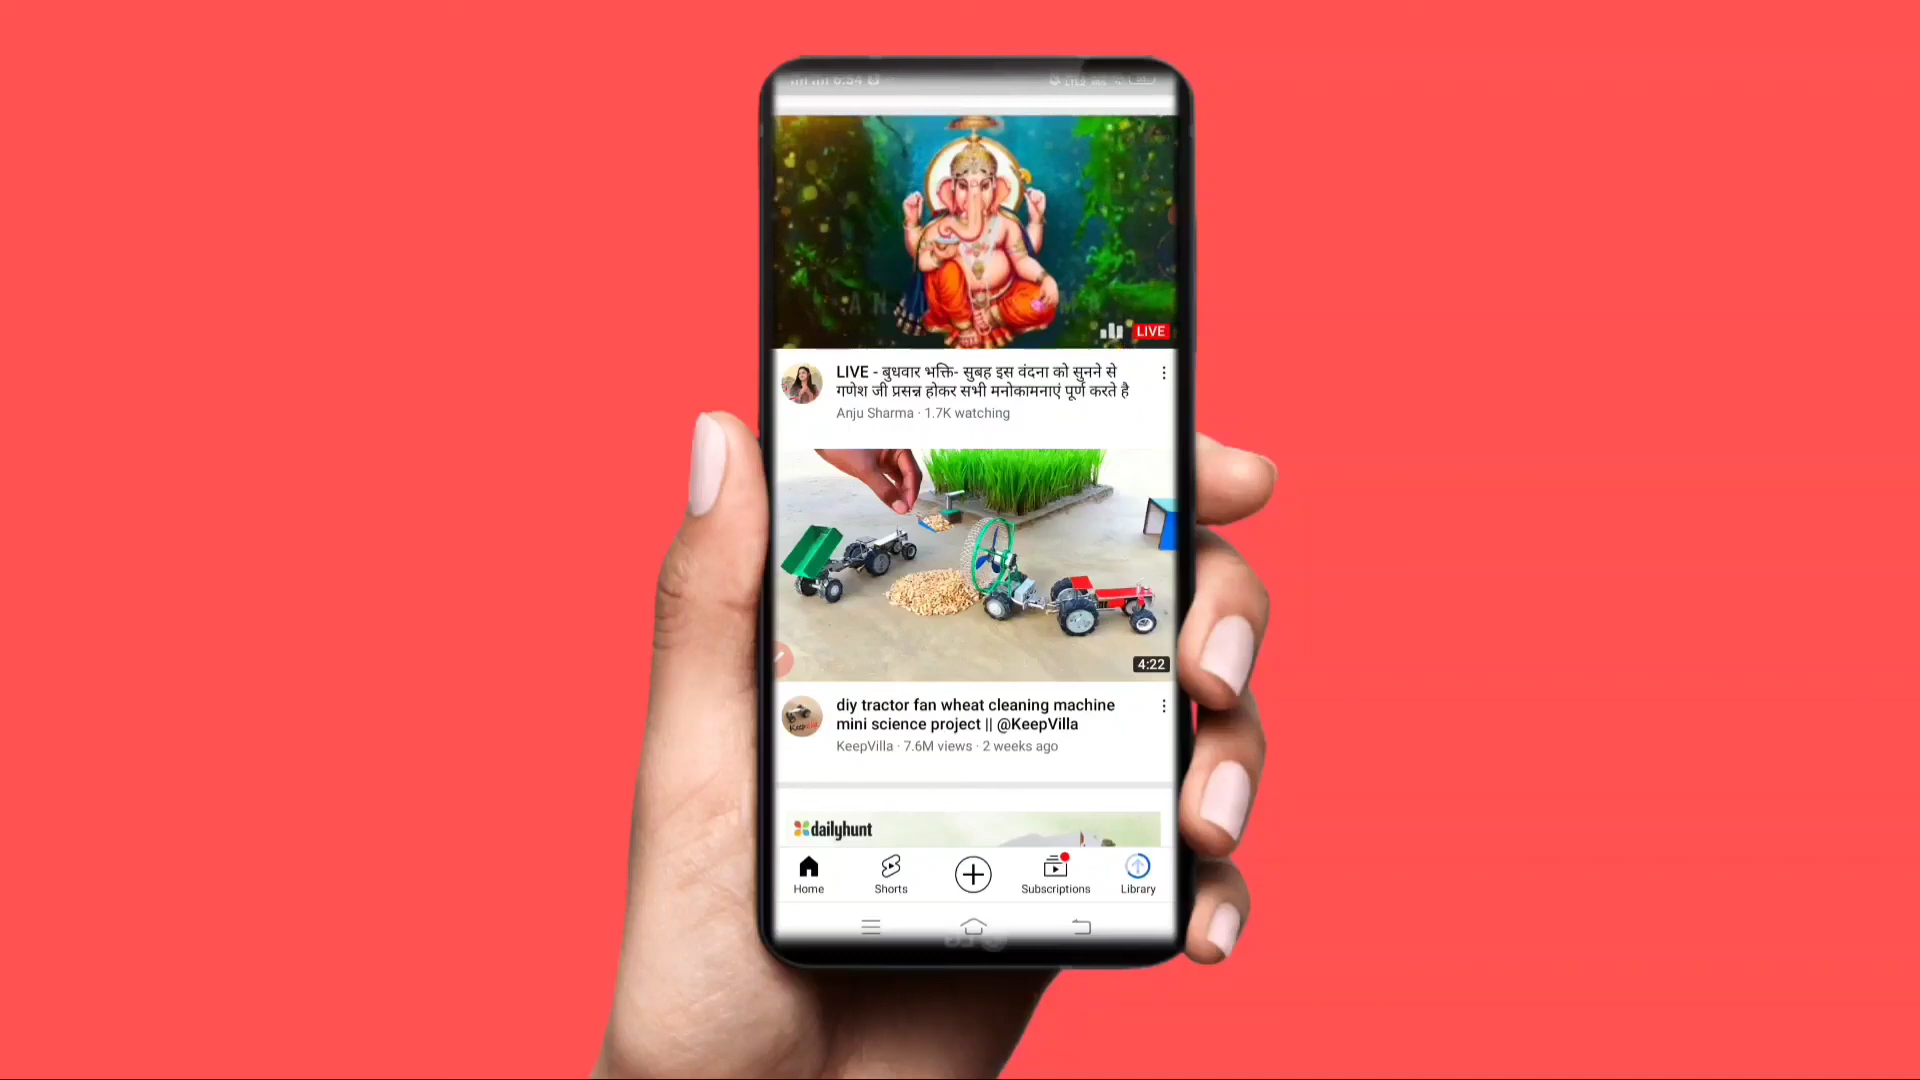 6:54
LIVE
LIVE - बुधवार भक्ति- सुबह इस वंदना को सुनने से
गणेश जी प्रसन्न होकर सभी मनोकामनाएं पूर्ण करते है
Anju Sharma · 1.7K watching
4:22
diy tractor fan wheat cleaning machine
mini science project || @KeepVilla
KeepVilla · 7.6M views · 2 weeks ago
dailyhunt
Home
Shorts
Subscriptions
Library